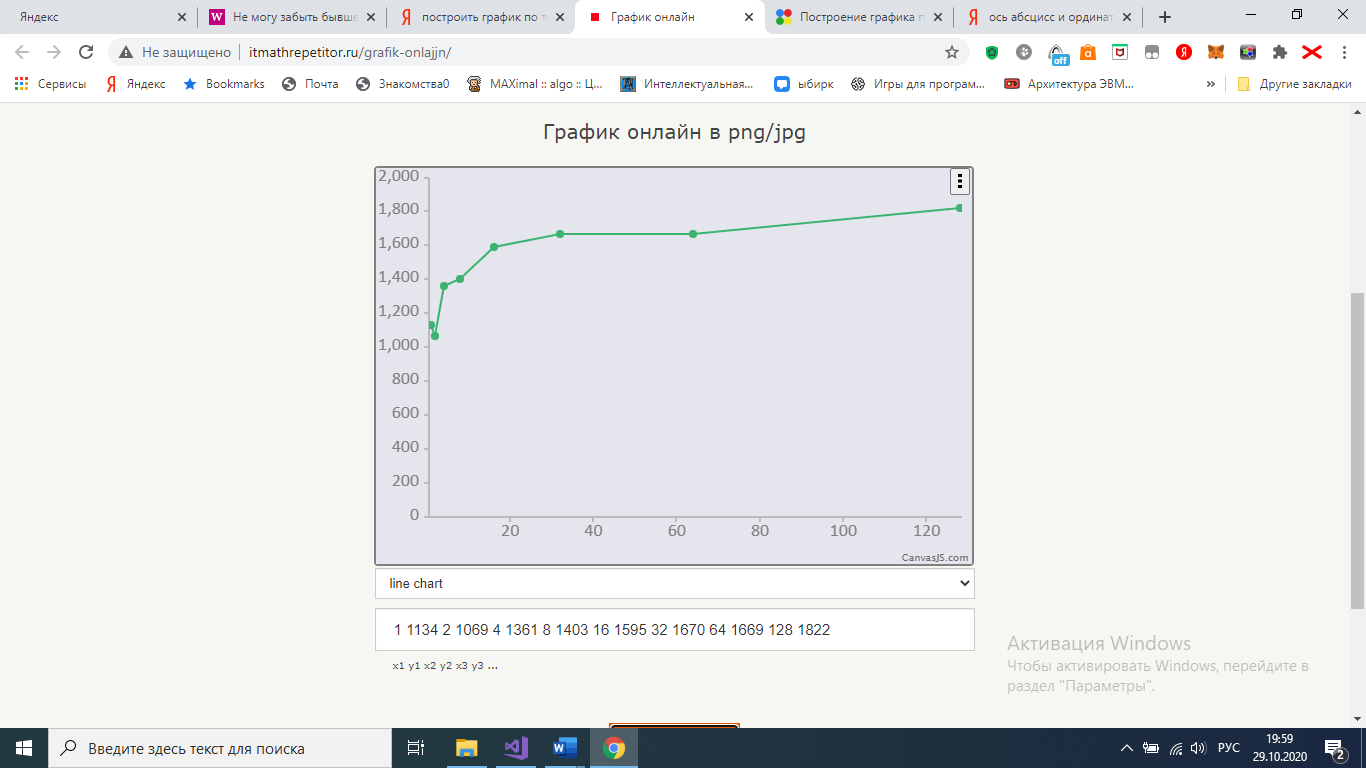 Яндекс
Не могу забыть бывше
построить график по т
График онлайн
Построение графика п
ось абсцисс и ординат
Не защищено | itmathrepetitor.ru/grafik-onlajjn/
off
Сервисы Яндекс Bookmarks Почта Знакомства0 MAXimal :: algo :: Ц... Интеллектуальная... ыбирк Игры для програм... Архитектура ЭВМ... » Другие закладки
График онлайн в png/jpg
2,000
1,800
1,600
1,400
1,200
1,000
800
600
400
200
0
20 40 60 80 100 120
CanvasJS.com
line chart
1 1134 2 1069 4 1361 8 1403 16 1595 32 1670 64 1669 128 1822
x1 y1 x2 y2 x3 y3 ...
Активация Windows
Чтобы активировать Windows, перейдите в
раздел "Параметры".
Введите здесь текст для поиска
РУС
19:59
29.10.2020
2